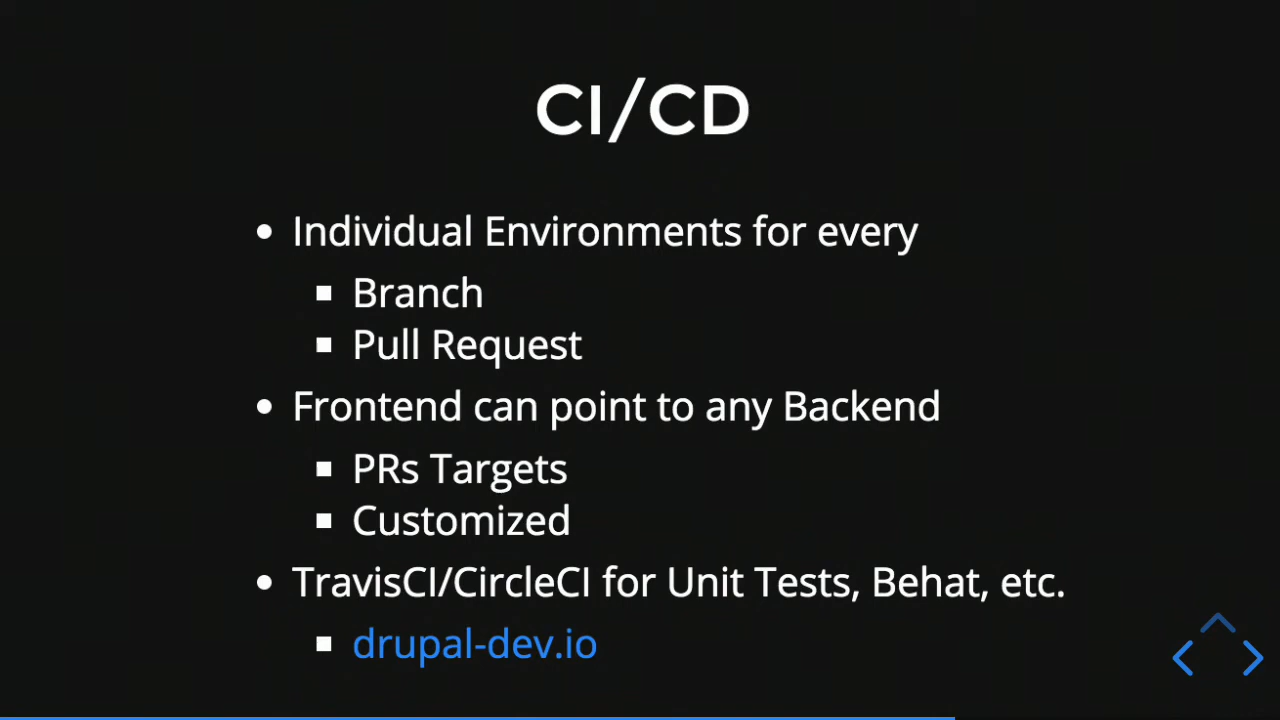 CI/CD
Individual Environments for every
Branch
Pull Request
Frontend can point to any Backend
PRs Targets
Customized
TravisCI/CircleCI for Unit Tests, Behat, etc.
drupal-dev.io